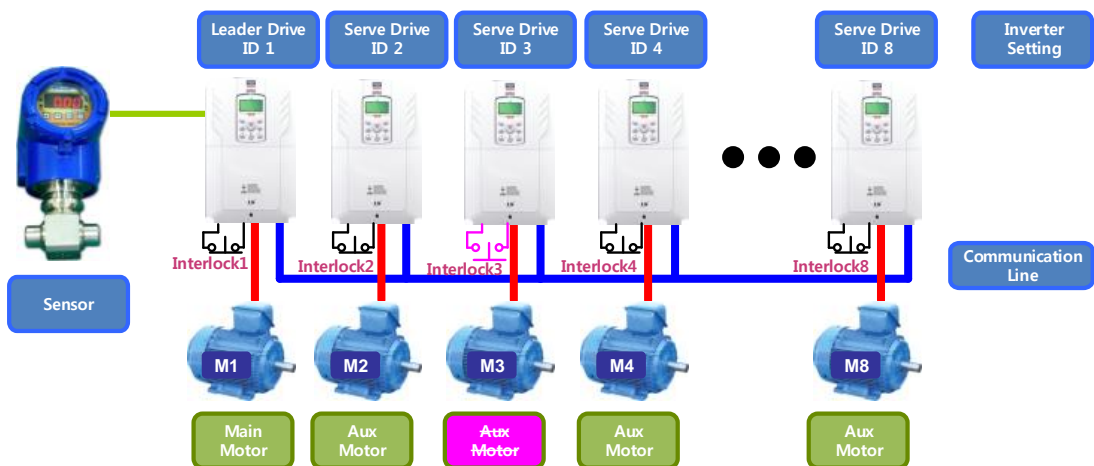 Leader Drive
ID 1
Serve Drive
ID 2
Serve Drive
ID 3
Serve Drive
ID 4
Serve Drive
ID 8
Inverter
Setting
Interlock1
Interlock2
Interlock3
Interlock4
Interlock8
Communication
Line
Sensor
M1
M2
M3
M4
M8
Main
Motor
Aux
Motor
Aux
Motor
Aux
Motor
Aux
Motor